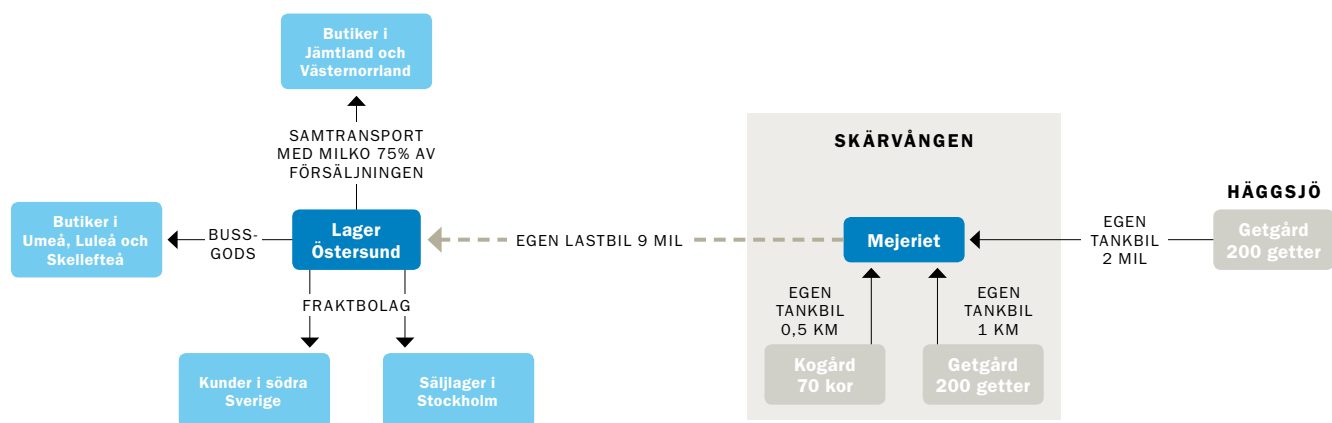 Butiker i
Jämtland och
Västernorrland
SAMTRANSPORT
MED MILKO 75% AV
FÖRSÄLJNINGEN
SKÄRVÅNGEN
HÄGGSJÖ
Butiker i
Umeå, Luleå och
Skellefteå
BUSS-
GODS
Lager
Östersund
EGEN LASTBIL 9 MIL
Mejeriet
EGEN
TANKBIL
2 MIL
Getgård
200 getter
FRAKTBOLAG
EGEN
TANKBIL
0,5 KM
EGEN
TANKBIL
1 KM
Kunder i södra
Sverige
Säljlager i
Stockholm
Kogård
70 kor
Getgård
200 getter